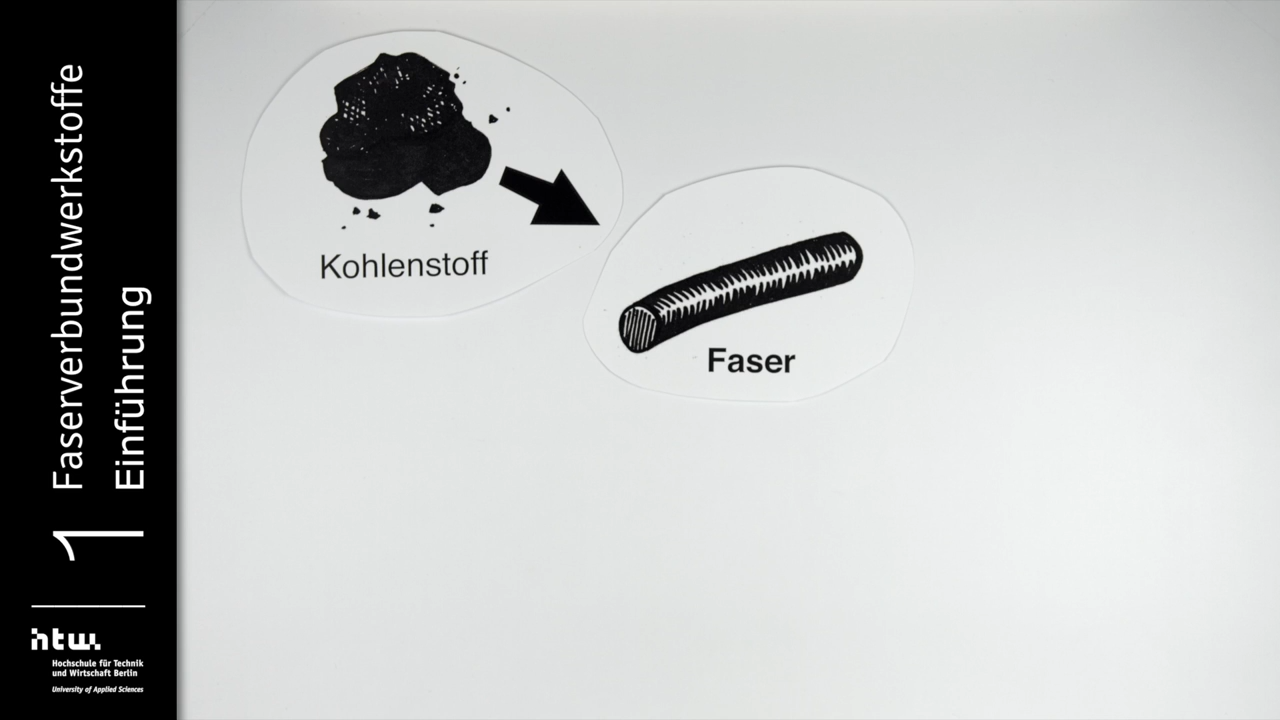 Faserverbundwerkstoffe
Einführung
1
htw.
Hochschule für Technik
und Wirtschaft Berlin
University of Applied Sciences
Kohlenstoff
Faser